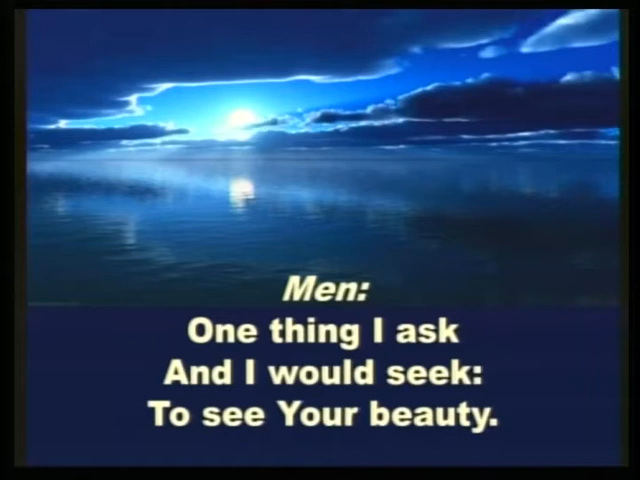 Men:
One thing I ask
And I would seek:
To see Your beauty.